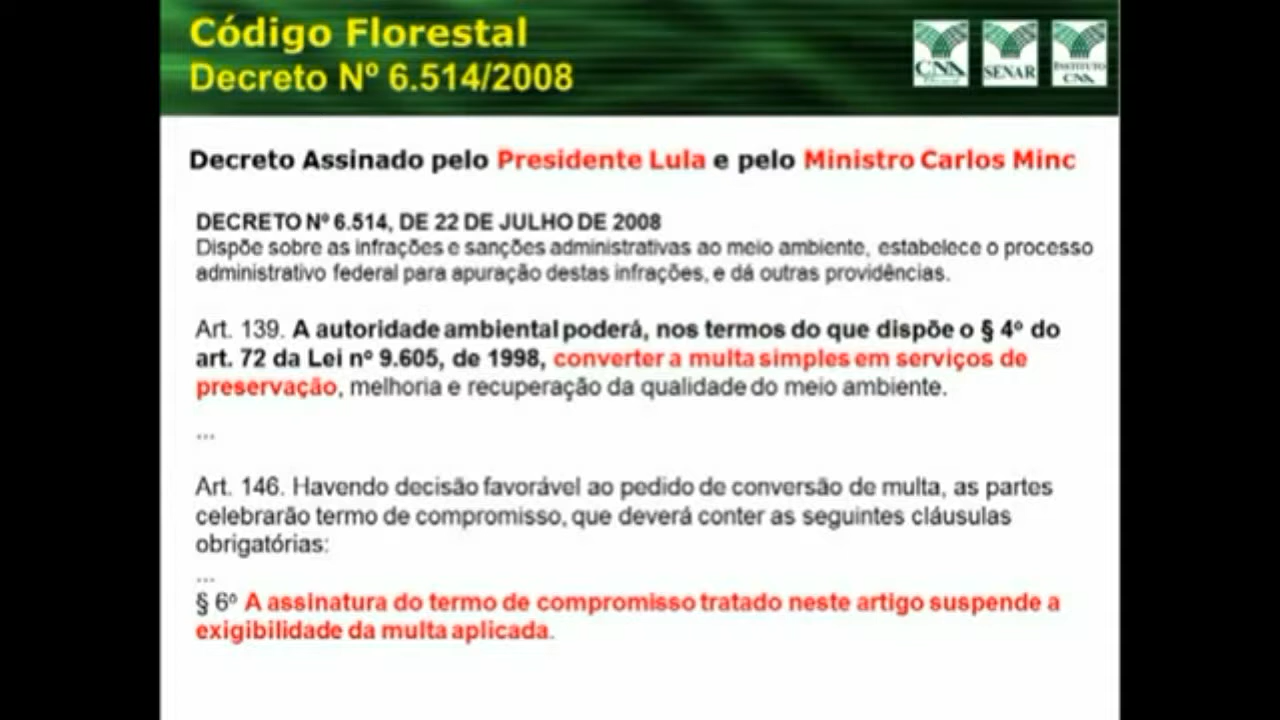 Código Florestal
Decreto Nº 6.514/2008
CNA
SENAR
INSTITUTO
CNA
Decreto Assinado pelo Presidente Lula e pelo Ministro Carlos Minc
DECRETO Nº 6.514, DE 22 DE JULHO DE 2008
Dispõe sobre as infrações e sanções administrativas ao meio ambiente, estabelece o processo
administrativo federal para apuração destas infrações, e dá outras providências.
Art. 139. A autoridade ambiental poderá, nos termos do que dispõe o § 4º do
art. 72 da Lei nº 9.605, de 1998, converter a multa simples em serviços de
preservação, melhoria e recuperação da qualidade do meio ambiente.
...
Art. 146. Havendo decisão favorável ao pedido de conversão de multa, as partes
celebrarão termo de compromisso, que deverá conter as seguintes cláusulas
obrigatórias:
...
§ 6º A assinatura do termo de compromisso tratado neste artigo suspende a
exigibilidade da multa aplicada.